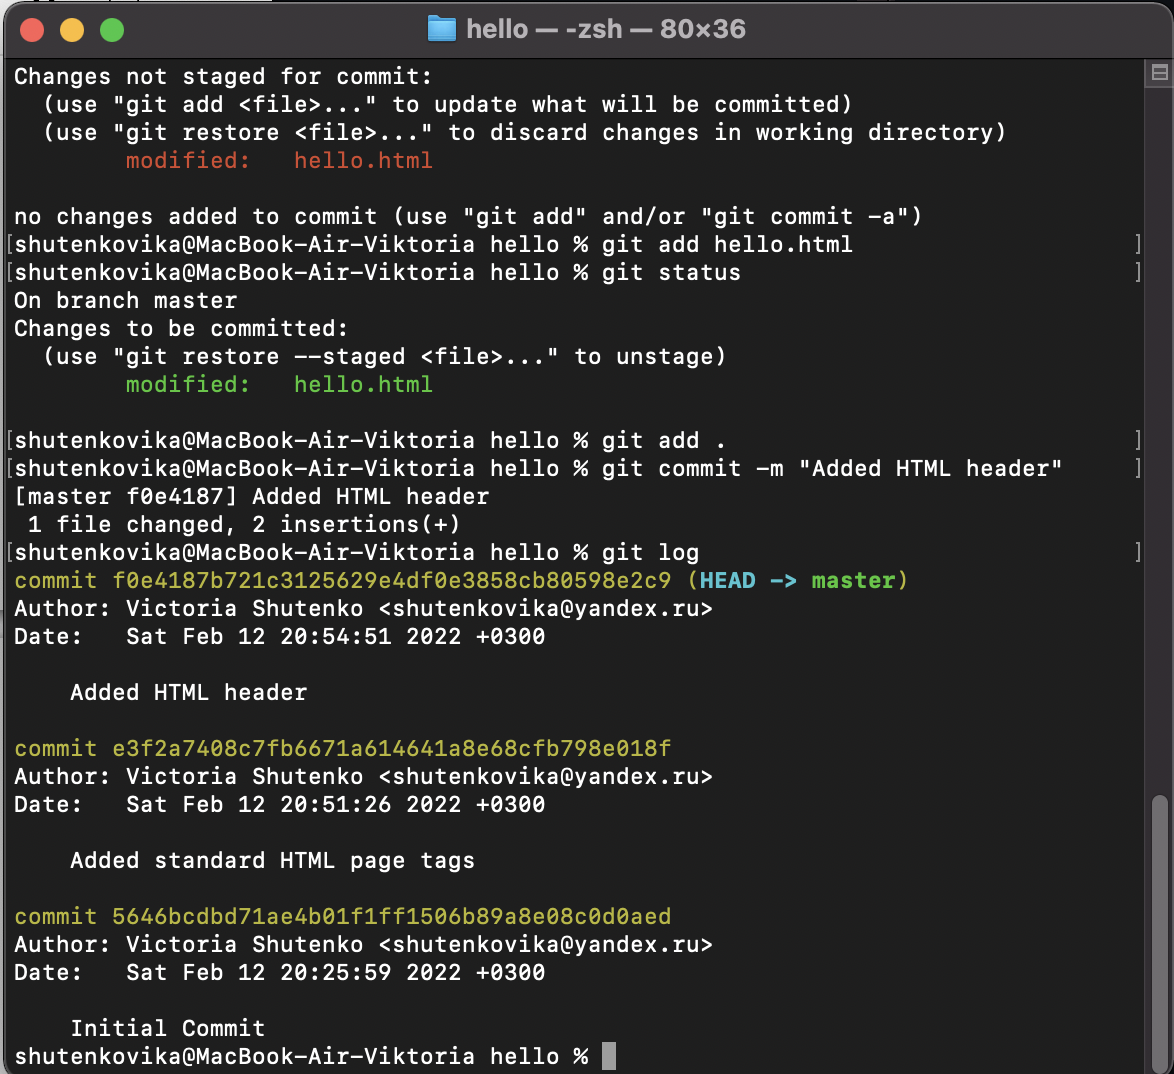 hello — -zsh — 80×36
Changes not staged for commit:
  (use "git add <file>..." to update what will be committed)
  (use "git restore <file>..." to discard changes in working directory)
        modified:   hello.html

no changes added to commit (use "git add" and/or "git commit -a")
[shutenkovika@MacBook-Air-Viktoria hello % git add hello.html ]
[shutenkovika@MacBook-Air-Viktoria hello % git status ]
On branch master
Changes to be committed:
  (use "git restore --staged <file>..." to unstage)
        modified:   hello.html

[shutenkovika@MacBook-Air-Viktoria hello % git add . ]
[shutenkovika@MacBook-Air-Viktoria hello % git commit -m "Added HTML header" ]
[master f0e4187] Added HTML header
 1 file changed, 2 insertions(+)
[shutenkovika@MacBook-Air-Viktoria hello % git log ]
commit f0e4187b721c3125629e4df0e3858cb80598e2c9 (HEAD -> master)
Author: Victoria Shutenko <shutenkovika@yandex.ru>
Date:   Sat Feb 12 20:54:51 2022 +0300

    Added HTML header

commit e3f2a7408c7fb6671a614641a8e68cfb798e018f
Author: Victoria Shutenko <shutenkovika@yandex.ru>
Date:   Sat Feb 12 20:51:26 2022 +0300

    Added standard HTML page tags

commit 5646bcdbd71ae4b01f1ff1506b89a8e08c0d0aed
Author: Victoria Shutenko <shutenkovika@yandex.ru>
Date:   Sat Feb 12 20:25:59 2022 +0300

    Initial Commit
shutenkovika@MacBook-Air-Viktoria hello %